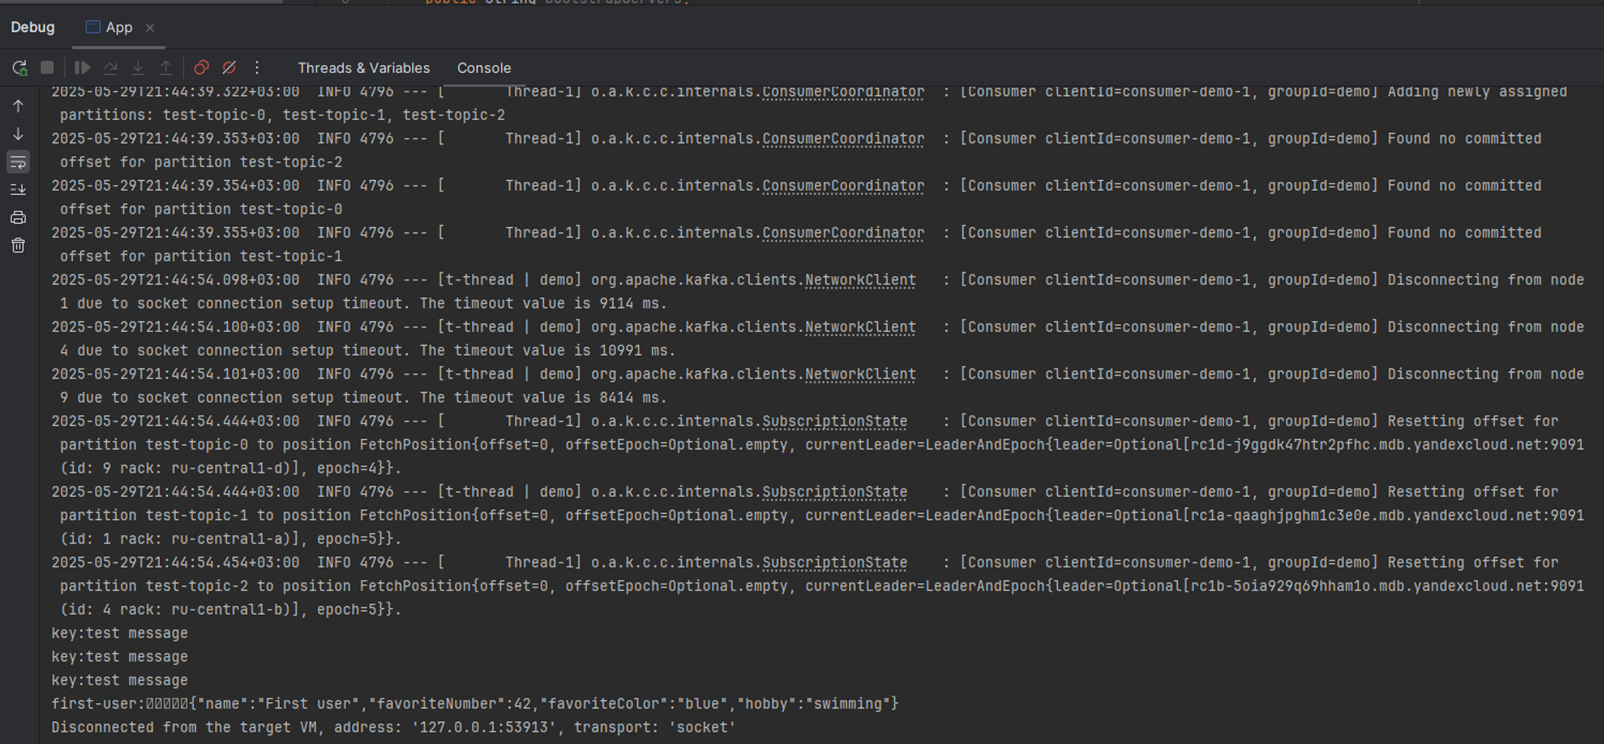 public String bootstrapServers;
Debug
App
Threads & Variables
Console
2025-05-29T21:44:39.322+03:00  INFO 4796 --- [       Thread-1] o.a.k.c.c.internals.ConsumerCoordinator  : [Consumer clientId=consumer-demo-1, groupId=demo] Adding newly assigned
partitions: test-topic-0, test-topic-1, test-topic-2
2025-05-29T21:44:39.353+03:00  INFO 4796 --- [       Thread-1] o.a.k.c.c.internals.ConsumerCoordinator  : [Consumer clientId=consumer-demo-1, groupId=demo] Found no committed
offset for partition test-topic-2
2025-05-29T21:44:39.354+03:00  INFO 4796 --- [       Thread-1] o.a.k.c.c.internals.ConsumerCoordinator  : [Consumer clientId=consumer-demo-1, groupId=demo] Found no committed
offset for partition test-topic-0
2025-05-29T21:44:39.355+03:00  INFO 4796 --- [       Thread-1] o.a.k.c.c.internals.ConsumerCoordinator  : [Consumer clientId=consumer-demo-1, groupId=demo] Found no committed
offset for partition test-topic-1
2025-05-29T21:44:54.098+03:00  INFO 4796 --- [t-thread | demo] org.apache.kafka.clients.NetworkClient   : [Consumer clientId=consumer-demo-1, groupId=demo] Disconnecting from node
1 due to socket connection setup timeout. The timeout value is 9114 ms.
2025-05-29T21:44:54.100+03:00  INFO 4796 --- [t-thread | demo] org.apache.kafka.clients.NetworkClient   : [Consumer clientId=consumer-demo-1, groupId=demo] Disconnecting from node
4 due to socket connection setup timeout. The timeout value is 10991 ms.
2025-05-29T21:44:54.101+03:00  INFO 4796 --- [t-thread | demo] org.apache.kafka.clients.NetworkClient   : [Consumer clientId=consumer-demo-1, groupId=demo] Disconnecting from node
9 due to socket connection setup timeout. The timeout value is 8414 ms.
2025-05-29T21:44:54.444+03:00  INFO 4796 --- [       Thread-1] o.a.k.c.c.internals.SubscriptionState    : [Consumer clientId=consumer-demo-1, groupId=demo] Resetting offset for
partition test-topic-0 to position FetchPosition{offset=0, offsetEpoch=Optional.empty, currentLeader=LeaderAndEpoch{leader=Optional[rc1d-j9ggdk47htr2pfhc.mdb.yandexcloud.net:9091
(id: 9 rack: ru-central1-d)], epoch=4}}.
2025-05-29T21:44:54.444+03:00  INFO 4796 --- [t-thread | demo] o.a.k.c.c.internals.SubscriptionState    : [Consumer clientId=consumer-demo-1, groupId=demo] Resetting offset for
partition test-topic-1 to position FetchPosition{offset=0, offsetEpoch=Optional.empty, currentLeader=LeaderAndEpoch{leader=Optional[rc1a-qaaghjpghm1c3e0e.mdb.yandexcloud.net:9091
(id: 1 rack: ru-central1-a)], epoch=5}}.
2025-05-29T21:44:54.454+03:00  INFO 4796 --- [       Thread-1] o.a.k.c.c.internals.SubscriptionState    : [Consumer clientId=consumer-demo-1, groupId=demo] Resetting offset for
partition test-topic-2 to position FetchPosition{offset=0, offsetEpoch=Optional.empty, currentLeader=LeaderAndEpoch{leader=Optional[rc1b-5oia929q69hham1o.mdb.yandexcloud.net:9091
(id: 4 rack: ru-central1-b)], epoch=5}}.
key:test message
key:test message
key:test message
first-user:{"name":"First user","favoriteNumber":42,"favoriteColor":"blue","hobby":"swimming"}
Disconnected from the target VM, address: '127.0.0.1:53913', transport: 'socket'